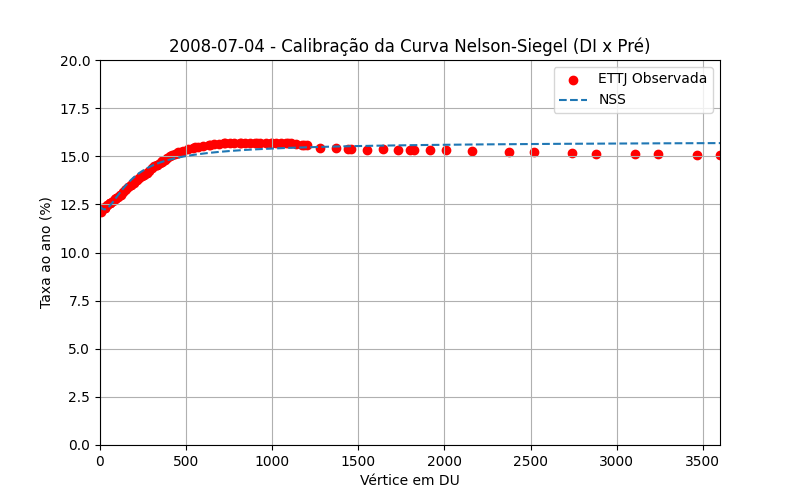 2008-07-04 - Calibração da Curva Nelson-Siegel (DI x Pré)
ETTJ Observada
NSS
20.0
17.5
15.0
12.5
10.0
7.5
5.0
2.5
0.0
Taxa ao ano (%)
0 500 1000 1500 2000 2500 3000 3500
Vértice em DU